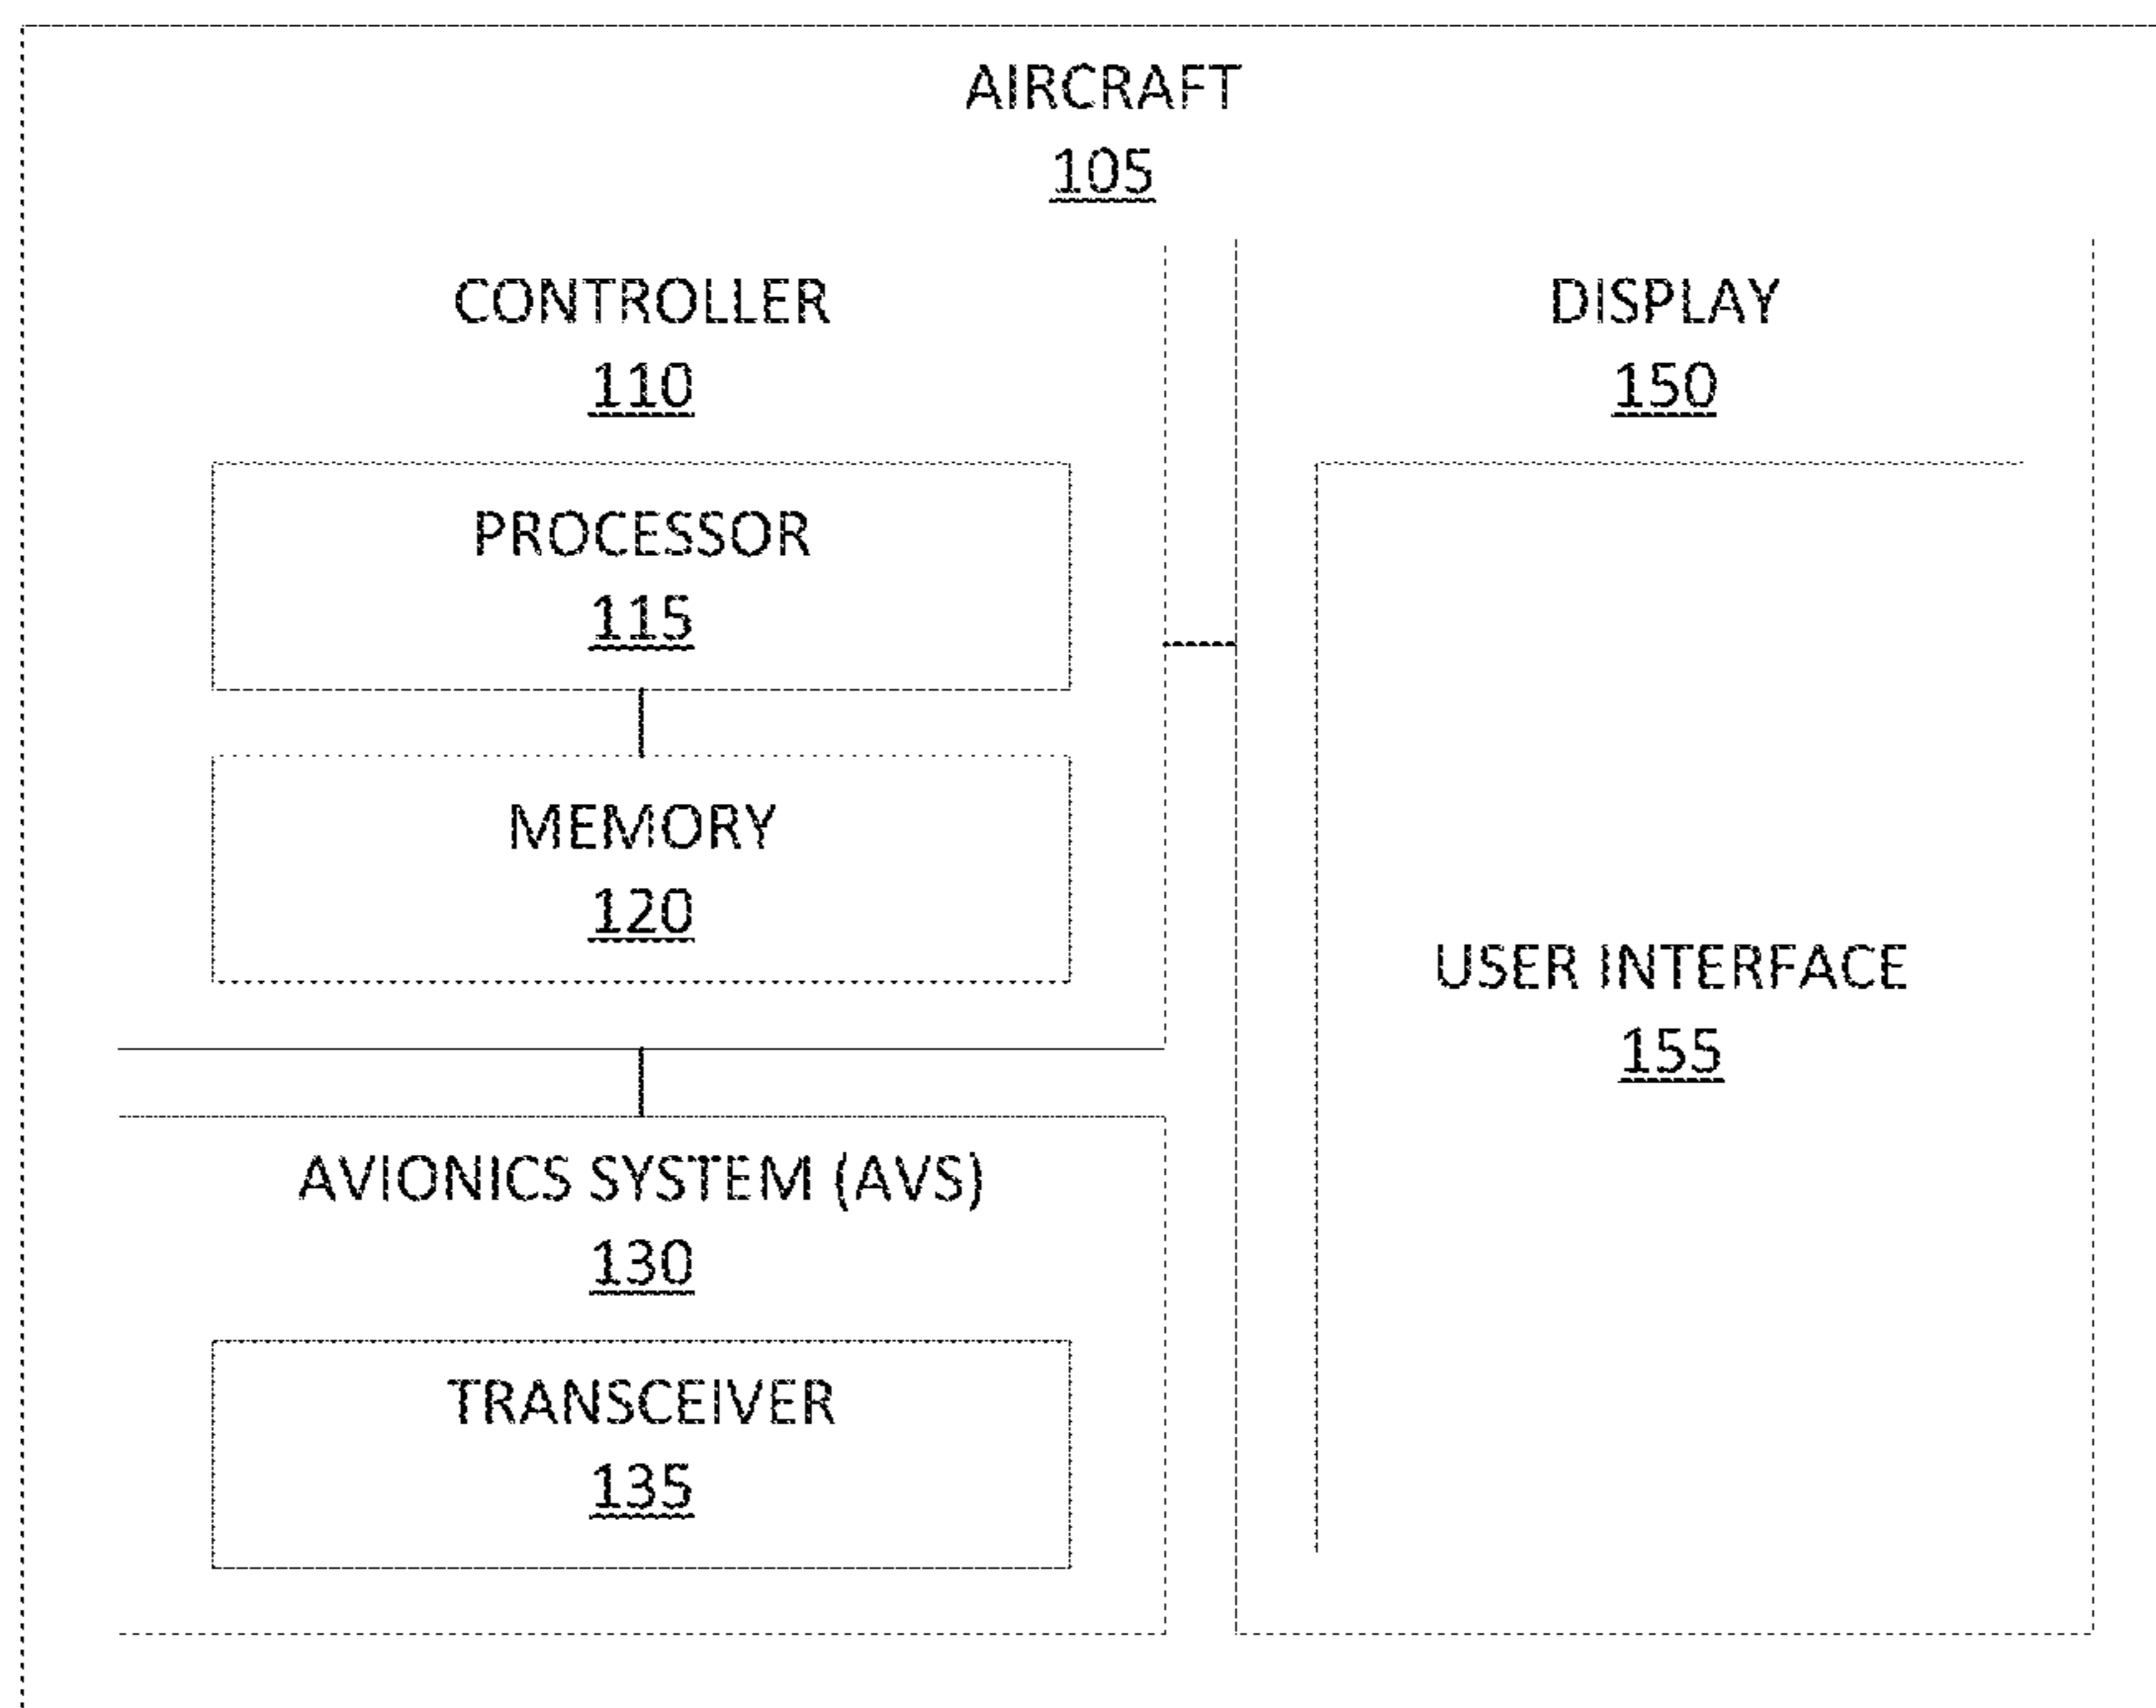 AIRCRAFT
105
CONTROLLER
110
PROCESSOR
115
MEMORY
120
AVIONICS SYSTEM (AVS)
130
TRANSCEIVER
135
DISPLAY
150
USER INTERFACE
155